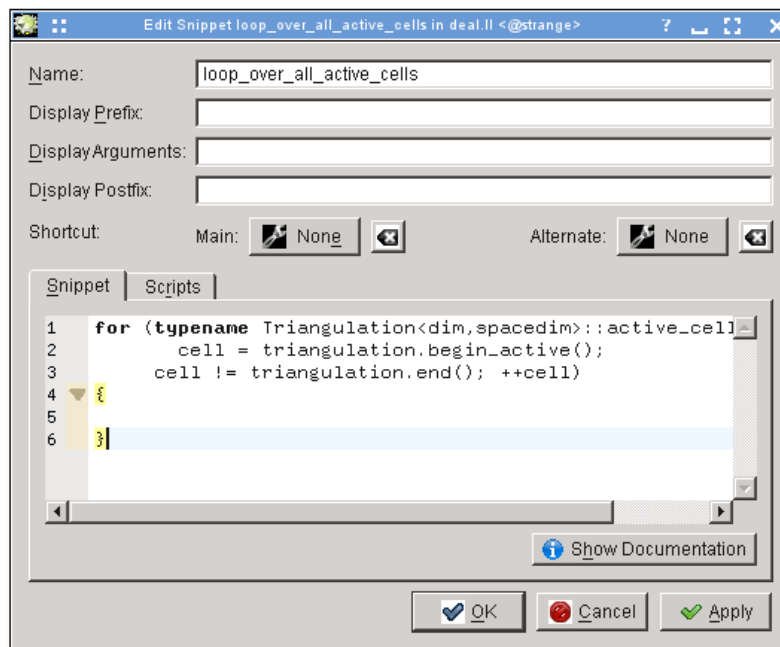 Edit Snippet loop_over_all_active_cells in deal.II <@strange>
Name: loop_over_all_active_cells
Display Prefix:
Display Arguments:
Display Postfix:
Shortcut: Main: None Alternate: None
Snippet Scripts
1 for (typename Triangulation<dim,spacedim>::active_cell
2 cell = triangulation.begin_active();
3 cell != triangulation.end(); ++cell)
4 {
5
6 }
Show Documentation
OK Cancel Apply